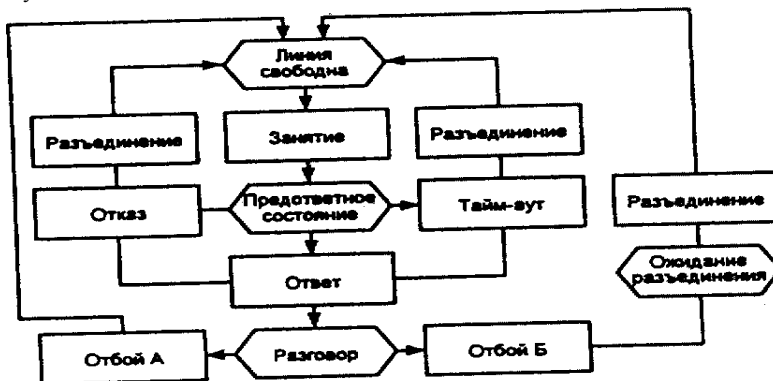 Линия
свободна
Разъединение
Занятие
Разъединение
Отказ
Предответное
состояние
Тайм-аут
Разъединение
Ответ
Ожидание
разъединения
Отбой А
Разговор
Отбой Б